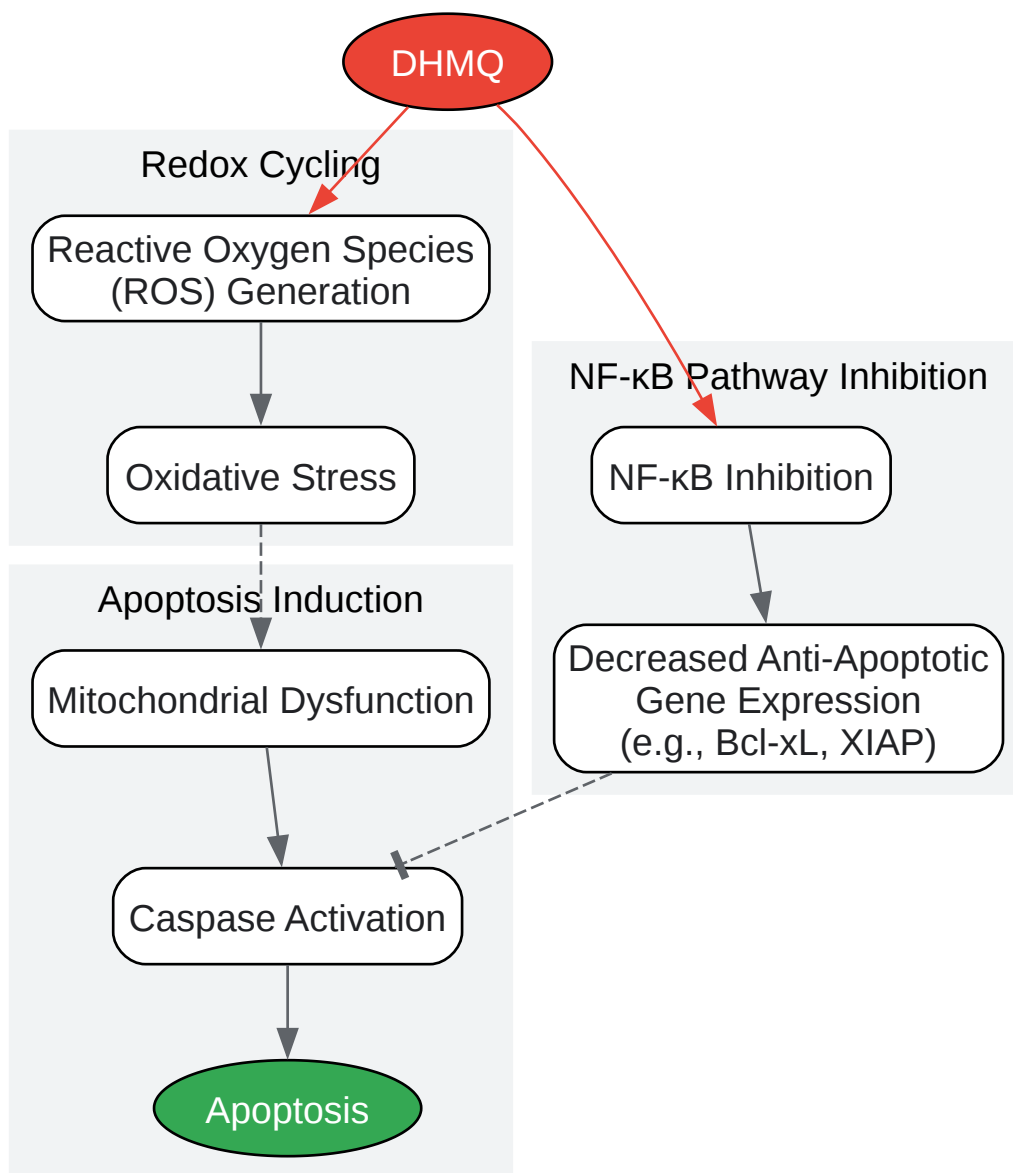 DHMQ
Redox Cycling
Reactive Oxygen Species
(ROS) Generation
Oxidative Stress
NF-κB Pathway Inhibition
NF-κB Inhibition
Decreased Anti-Apoptotic
Gene Expression
(e.g., Bcl-xL, XIAP)
Apoptosis Induction
Mitochondrial Dysfunction
Caspase Activation
Apoptosis